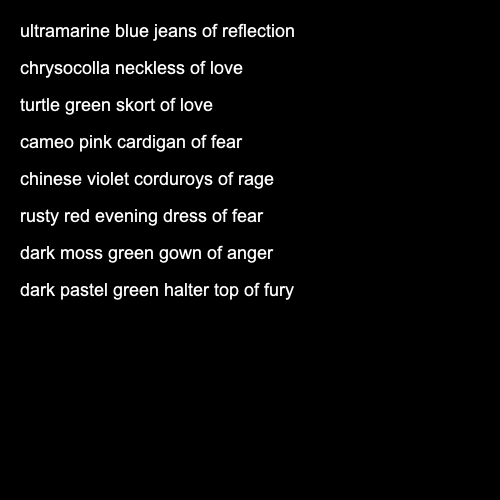 ultramarine blue jeans of reflection
chrysocolla neckless of love
turtle green skort of love
cameo pink cardigan of fear
chinese violet corduroys of rage
rusty red evening dress of fear
dark moss green gown of anger
dark pastel green halter top of fury